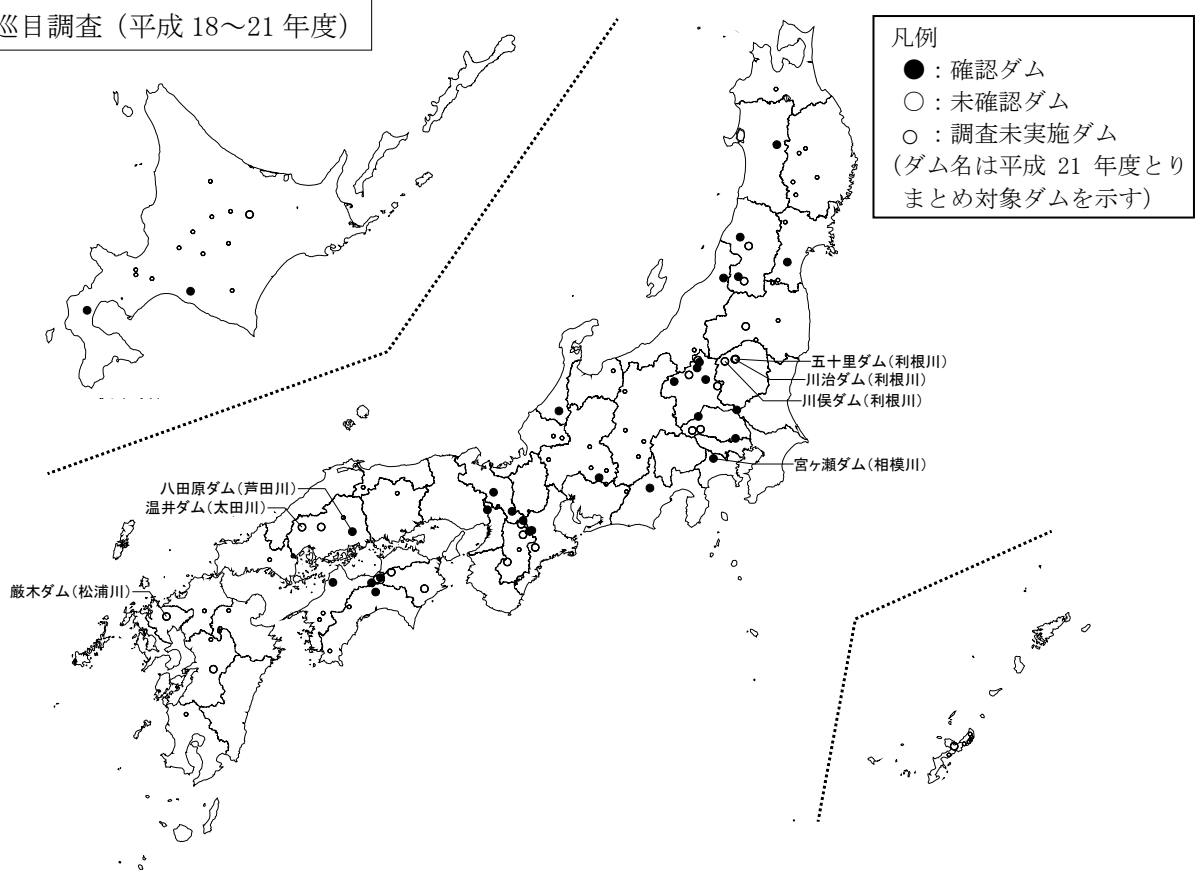 巡目調査（平成 18～21 年度）
凡例
●：確認ダム
○：未確認ダム
○：調査未実施ダム
(ダム名は平成 21 年度とり
まとめ対象ダムを示す)
五十里ダム(利根川)
川治ダム(利根川)
川俣ダム(利根川)
宮ヶ瀬ダム(相模川)
八田原ダム(芦田川)
温井ダム(太田川)
厳木ダム(松浦川)